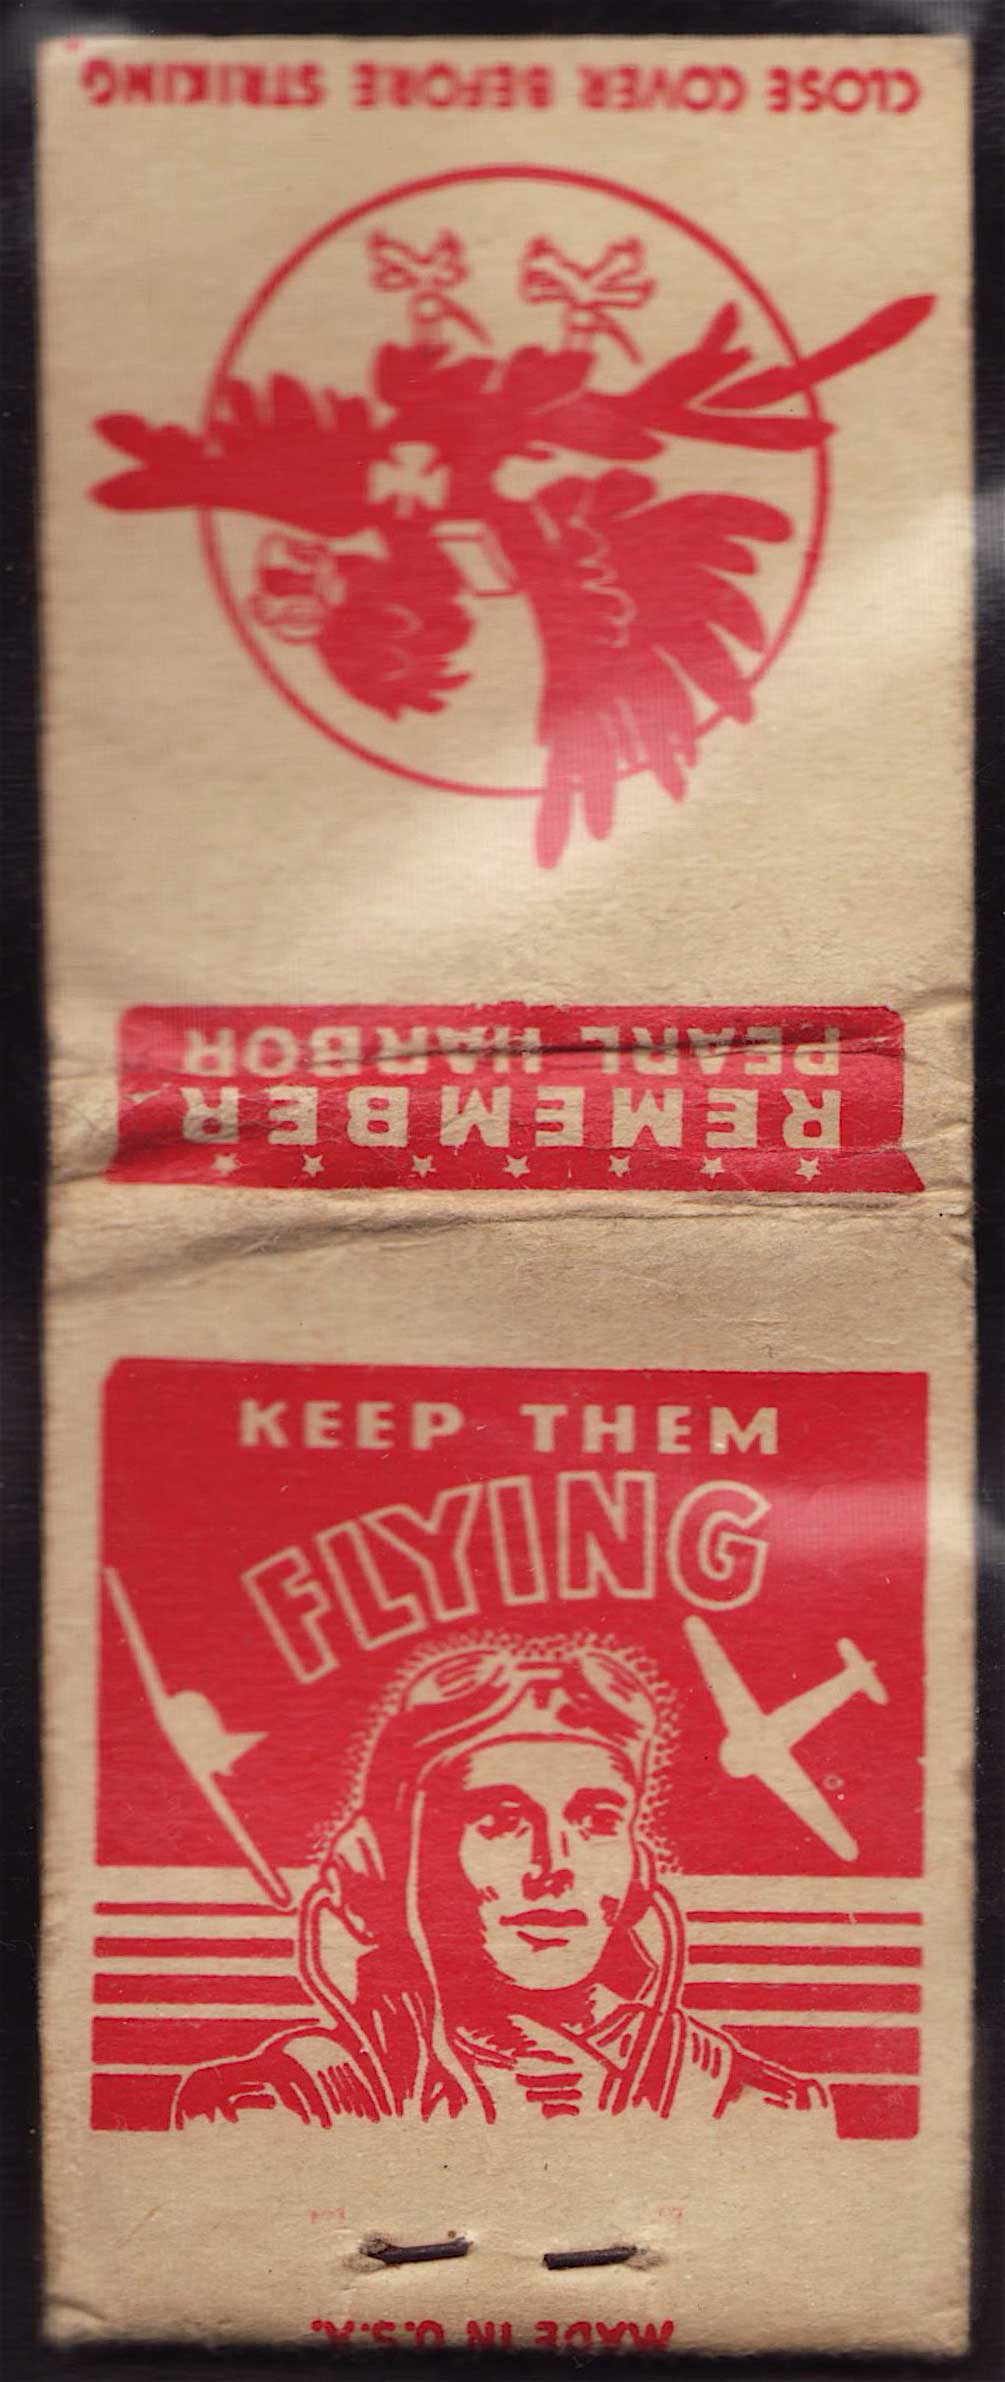 CLOSE COVER BEFORE STRIKING
REMEMBER
PEARL HARBOR
KEEP THEM
FLYING
MADE IN U.S.A.